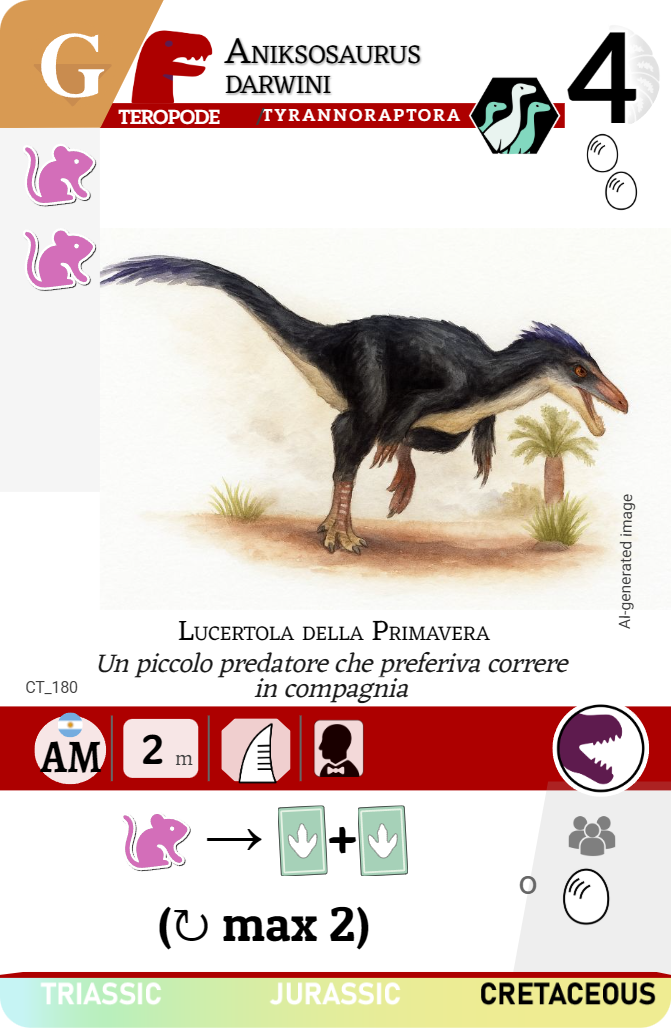 G
ANIKSOSAURUS
DARWINI
4
TEROPODE
/TYRANNORAPTORA
AI-generated image
LUCERTOLA DELLA PRIMAVERA
Un piccolo predatore che preferiva correre
in compagnia
CT_180
AM
2 m
→ +
O
(↻ max 2)
TRIASSIC JURASSIC CRETACEOUS